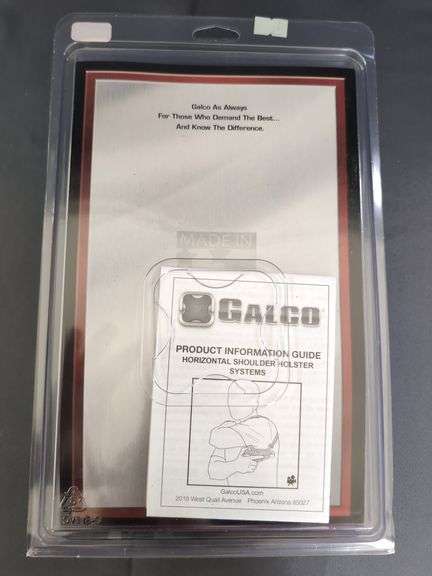 Galco As Always
For Those Who Demand The Best...
And Know The Difference.
MADE IN
GALCO
PRODUCT INFORMATION GUIDE
HORIZONTAL SHOULDER HOLSTER
SYSTEMS
GalcoUSA.com
2019 West Quail Avenue Phoenix Arizona 85027